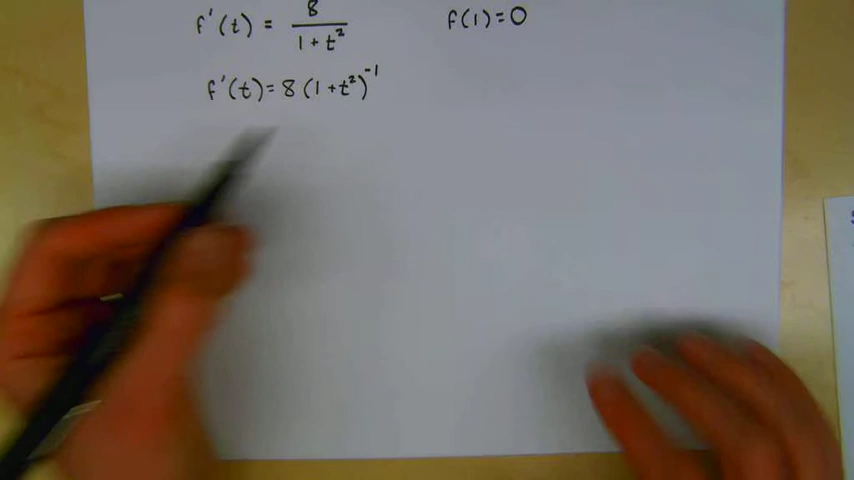 f'(t) = 8/(1 + t²) f(1) = 0
f'(t) = 8(1 + t²)⁻¹